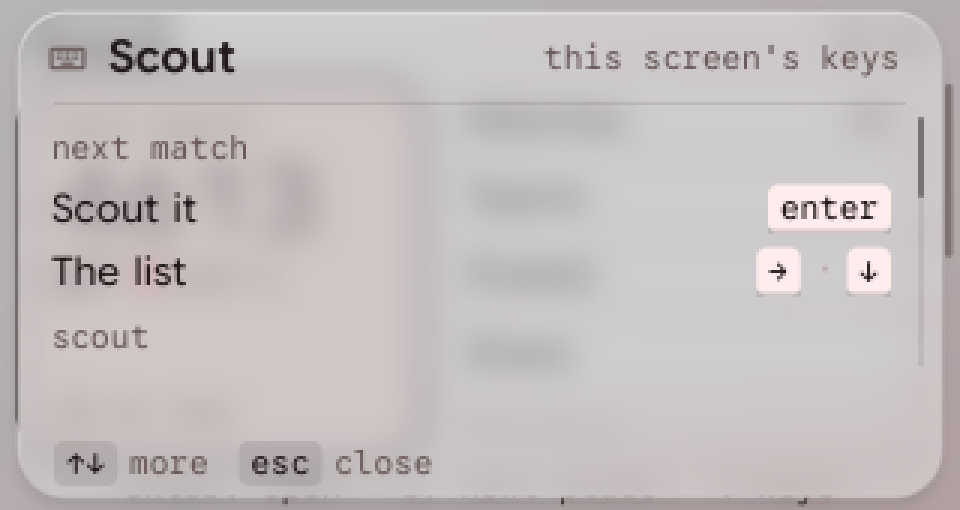 Scout this screen's keys
next match
Scout it enter
The list → · ↓
scout
↑↓ more esc close